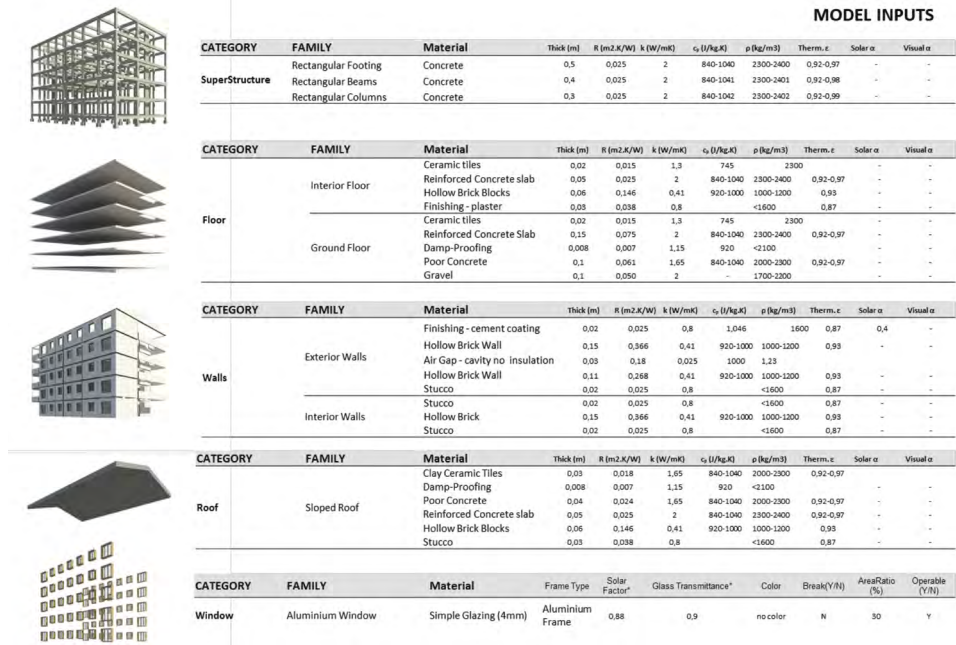 MODEL INPUTS
CATEGORY FAMILY Material Thick (m) R (m2.K/W) k (W/mK) cₚ (J/kg.K) ρ (kg/m3) Therm. ε Solar α Visual α
Rectangular Footing Concrete 0,5 0,025 2 840-1040 2300-2400 0,92-0,97 - -
SuperStructure Rectangular Beams Concrete 0,4 0,025 2 840-1041 2300-2401 0,92-0,98 - -
Rectangular Columns Concrete 0,3 0,025 2 840-1042 2300-2402 0,92-0,99 - -
CATEGORY FAMILY Material Thick (m) R (m2.K/W) k (W/mK) cₚ (J/kg.K) ρ (kg/m3) Therm. ε Solar α Visual α
Ceramic tiles 0,02 0,015 1,3 745 2300 - -
Interior Floor Reinforced Concrete slab 0,05 0,025 2 840-1040 2300-2400 0,92-0,97 - -
Hollow Brick Blocks 0,06 0,146 0,41 920-1000 1000-1200 0,93 - -
Finishing - plaster 0,03 0,038 0,8 <1600 0,87 - -
Floor Ceramic tiles 0,02 0,015 1,3 745 2300 - -
Reinforced Concrete Slab 0,15 0,075 2 840-1040 2300-2400 0,92-0,97 - -
Ground Floor Damp-Proofing 0,008 0,007 1,15 920 <2100 - -
Poor Concrete 0,1 0,061 1,65 840-1040 2000-2300 0,92-0,97 - -
Gravel 0,1 0,050 2 - 1700-2200 - -
CATEGORY FAMILY Material Thick (m) R (m2.K/W) k (W/mK) cₚ (J/kg.K) ρ (kg/m3) Therm. ε Solar α Visual α
Finishing - cement coating 0,02 0,025 0,8 1,046 1600 0,87 0,4 -
Hollow Brick Wall 0,15 0,366 0,41 920-1000 1000-1200 0,93 - -
Exterior Walls Air Gap - cavity no insulation 0,03 0,18 0,025 1000 1,23
Walls Hollow Brick Wall 0,11 0,268 0,41 920-1000 1000-1200 0,93 - -
Stucco 0,02 0,025 0,8 <1600 0,87 - -
Stucco 0,02 0,025 0,8 <1600 0,87 - -
Interior Walls Hollow Brick 0,15 0,366 0,41 920-1000 1000-1200 0,93 - -
Stucco 0,02 0,025 0,8 <1600 0,87 - -
CATEGORY FAMILY Material Thick (m) R (m2.K/W) k (W/mK) cₚ (J/kg.K) ρ (kg/m3) Therm. ε Solar α Visual α
Clay Ceramic Tiles 0,03 0,018 1,65 840-1040 2000-2300 0,92-0,97
Damp-Proofing 0,008 0,007 1,15 920 <2100 - -
Roof Sloped Roof Poor Concrete 0,04 0,024 1,65 840-1040 2000-2300 0,92-0,97 - -
Reinforced Concrete slab 0,05 0,025 2 840-1040 2300-2400 0,92-0,97 - -
Hollow Brick Blocks 0,06 0,146 0,41 920-1000 1000-1200 0,93 - -
Stucco 0,03 0,038 0,8 <1600 0,87 - -
CATEGORY FAMILY Material Frame Type Solar Factor* Glass Transmittance* Color Break(Y/N) AreaRatio (%) Operable (Y/N)
Window Aluminium Window Simple Glazing (4mm) Aluminium Frame 0,88 0,9 no color N 30 Y